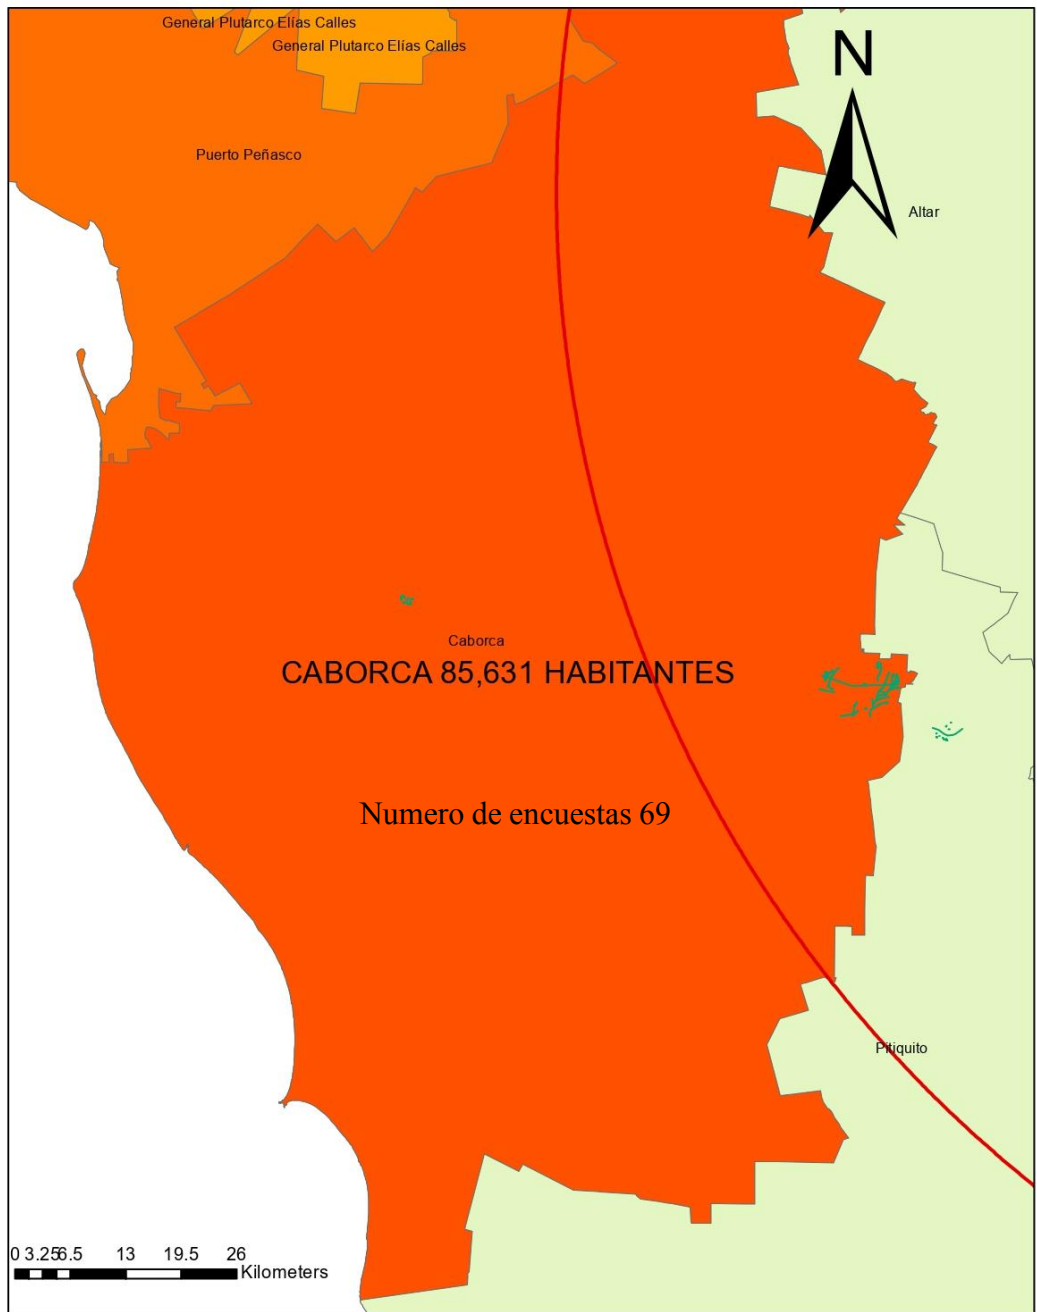 General Plutarco Elías Calles
General Plutarco Elías Calles
N
Puerto Peñasco
Altar
Caborca
CABORCA 85,631 HABITANTES
Numero de encuestas 69
Pitiquito
0 3.25 6.5 13 19.5 26
Kilometers